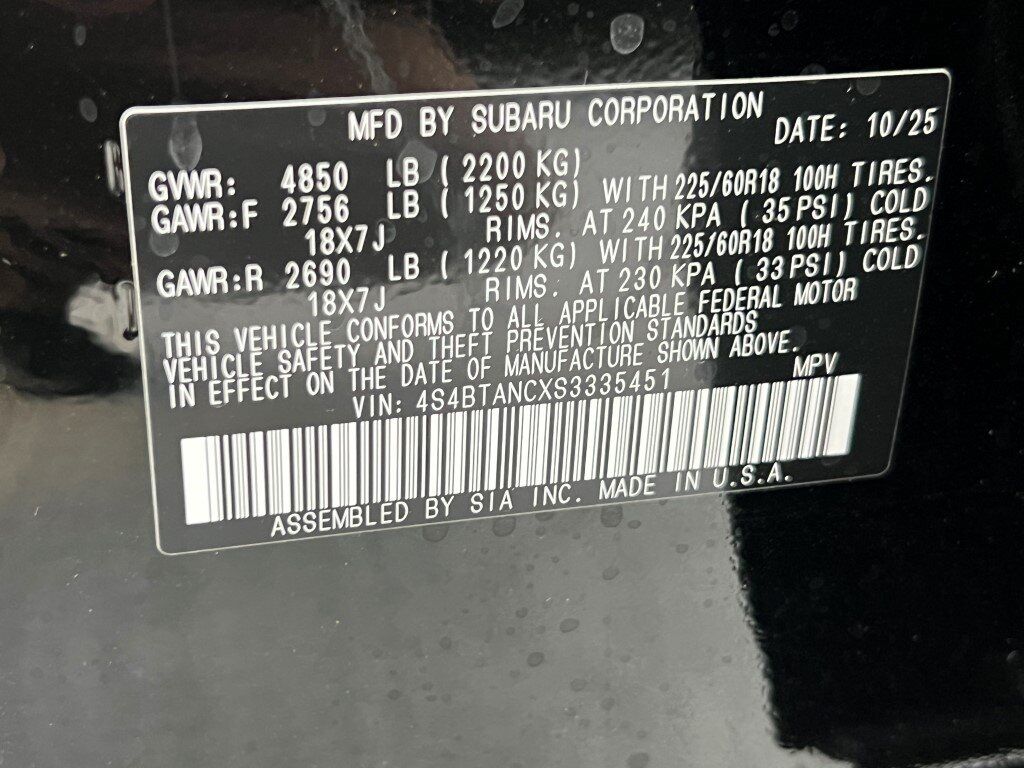 MFD BY SUBARU CORPORATION DATE: 10/25
GVWR: 4850 LB ( 2200 KG)
GAWR:F 2756 LB ( 1250 KG) WITH 225/60R18 100H TIRES.
18X7J RIMS. AT 240 KPA ( 35 PSI) COLD
GAWR:R 2690 LB ( 1220 KG) WITH 225/60R18 100H TIRES.
18X7J RIMS. AT 230 KPA ( 33 PSI) COLD
THIS VEHICLE CONFORMS TO ALL APPLICABLE FEDERAL MOTOR
VEHICLE SAFETY AND THEFT PREVENTION STANDARDS
IN EFFECT ON THE DATE OF MANUFACTURE SHOWN ABOVE.
VIN: 4S4BTANCXS3335451 MPV
ASSEMBLED BY SIA INC. MADE IN U.S.A.